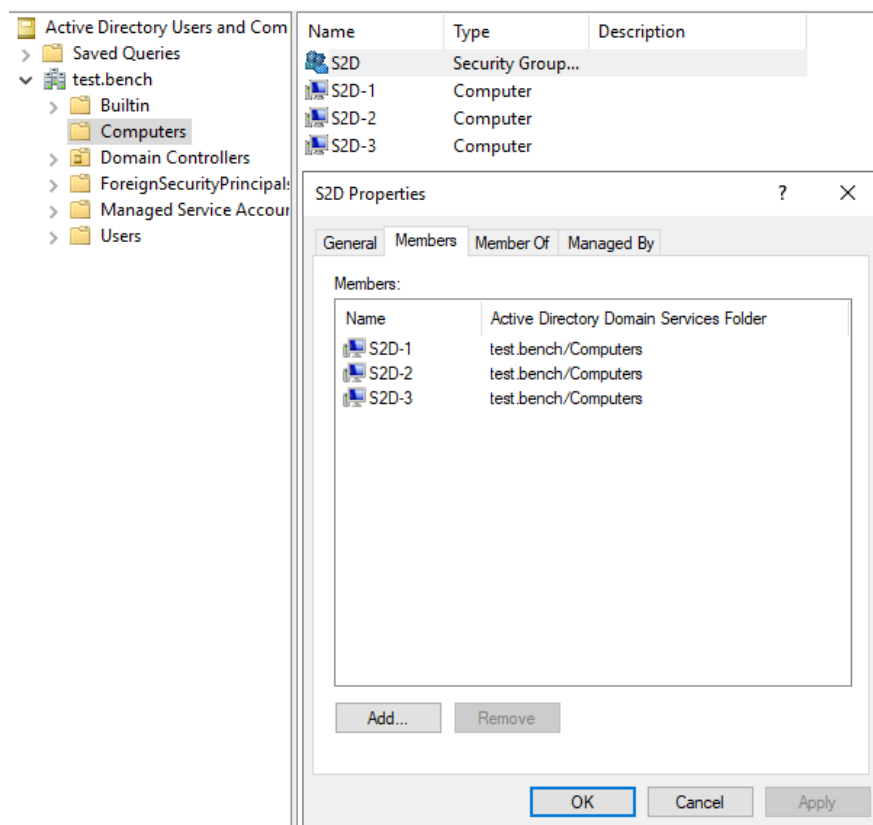 Active Directory Users and Com
Saved Queries
test.bench
Builtin
Computers
Domain Controllers
ForeignSecurityPrincipals
Managed Service Accour
Users
Name Type Description
S2D Security Group...
S2D-1 Computer
S2D-2 Computer
S2D-3 Computer
S2D Properties ?
General Members Member Of Managed By
Members:
Name Active Directory Domain Services Folder
S2D-1 test.bench/Computers
S2D-2 test.bench/Computers
S2D-3 test.bench/Computers
Add... Remove
OK Cancel Apply